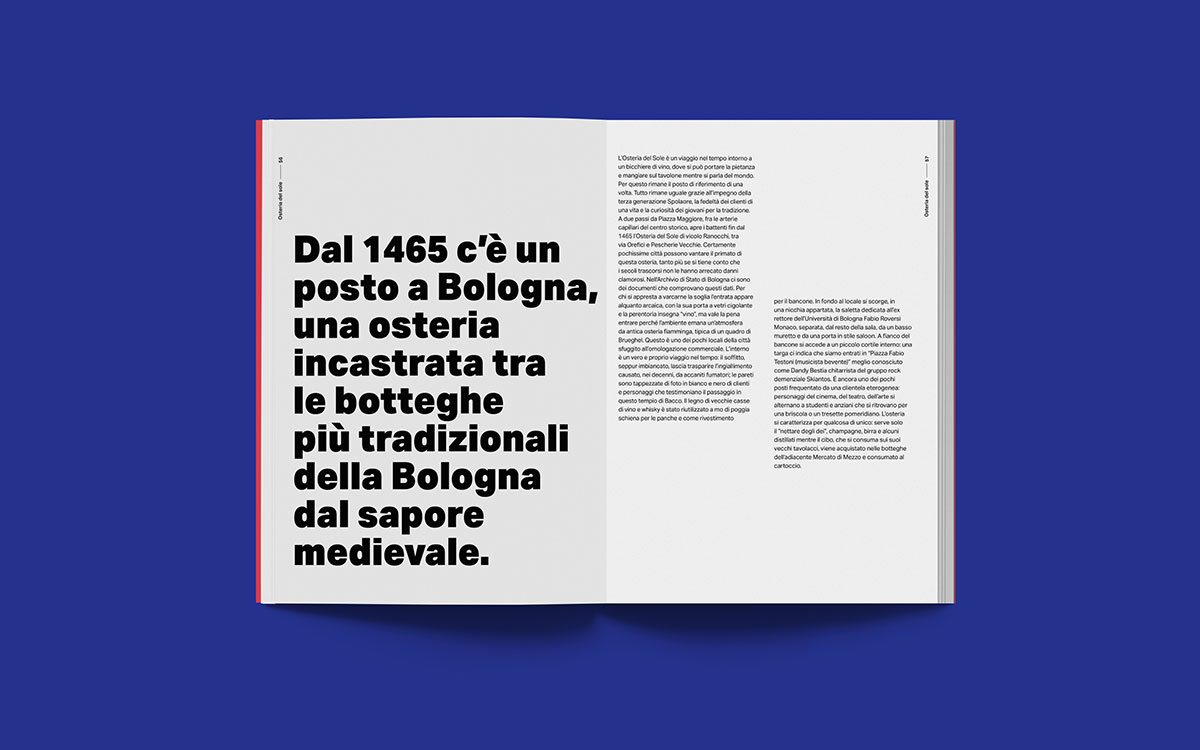 Osteria del sole —— 56
Dal 1465 c’è un
posto a Bologna,
una osteria
incastrata tra
le botteghe
più tradizionali
della Bologna
dal sapore
medievale.
L’Osteria del Sole è un viaggio nel tempo intorno a
un bicchiere di vino, dove si può portare la pietanza
e mangiare sul tavolone mentre si parla del mondo.
Per questo rimane il posto di riferimento di una
volta. Tutto rimane uguale grazie all’impegno della
terza generazione Spolaore, la fedeltà dei clienti di
una vita e la curiosità dei giovani per la tradizione.
A due passi da Piazza Maggiore, fra le arterie
capillari del centro storico, apre i battenti fin dal
1465 l’Osteria del Sole di vicolo Ranocchi, tra
via Orefici e Pescherie Vecchie. Certamente
pochissime città possono vantare il primato di
questa osteria, tanto più se si tiene conto che
i secoli trascorsi non le hanno arrecato danni
clamorosi. Nell’Archivio di Stato di Bologna ci sono
dei documenti che comprovano questi dati. Per
chi si appresta a varcarne la soglia l’entrata appare
alquanto arcaica, con la sua porta a vetri cigolante
e la perentoria insegna “vino”, ma vale la pena
entrare perché l’ambiente emana un’atmosfera
da antica osteria fiamminga, tipica di un quadro di
Brueghel. Questo è uno dei pochi locali della città
sfuggito all’omologazione commerciale. L’interno
è un vero e proprio viaggio nel tempo: il soffitto,
seppur imbiancato, lascia trasparire l’ingiallimento
causato, nei decenni, da accaniti fumatori; le pareti
sono tappezzate di foto in bianco e nero di clienti
e personaggi che testimoniano il passaggio in
questo tempio di Bacco. Il legno di vecchie casse
di vino e whisky è stato riutilizzato a mo di poggia
schiena per le panche e come rivestimento
per il bancone. In fondo al locale si scorge, in
una nicchia appartata, la saletta dedicata all’ex
rettore dell’Università di Bologna Fabio Roversi
Monaco, separata, dal resto della sala, da un basso
muretto e da una porta in stile saloon. A fianco del
bancone si accede a un piccolo cortile interno: una
targa ci indica che siamo entrati in “Piazza Fabio
Testoni (musicista bevente)” meglio conosciuto
come Dandy Bestia chitarrista del gruppo rock
demenziale Skiantos. È ancora uno dei pochi
posti frequentato da una clientela eterogenea:
personaggi del cinema, del teatro, dell’arte si
alternano a studenti e anziani che si ritrovano per
una briscola o un tresette pomeridiano. L’osteria
si caratterizza per qualcosa di unico: serve solo
il “nettare degli dei”, champagne, birra e alcuni
distillati mentre il cibo, che si consuma sui suoi
vecchi tavolacci, viene acquistato nelle botteghe
dell’adiacente Mercato di Mezzo e consumato al
cartoccio.
Osteria del sole —— 57